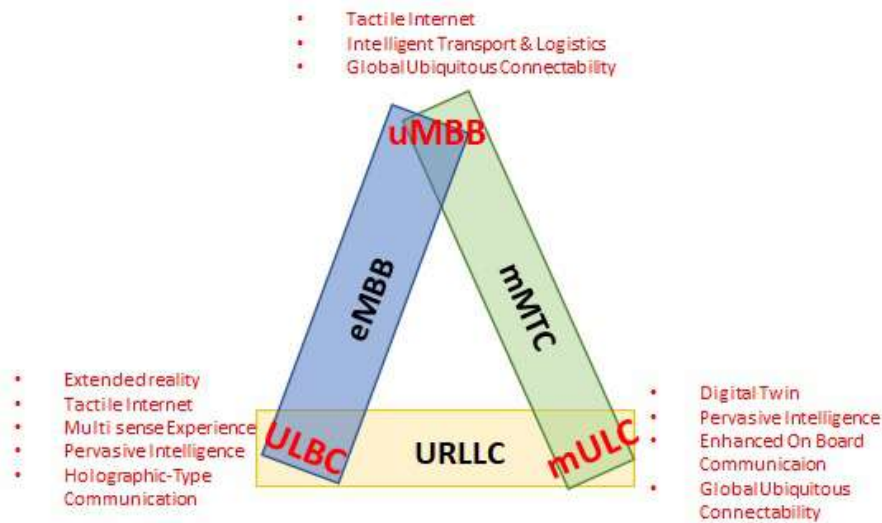 • Tactile Internet
• Intelligent Transport & Logistics
• Global Ubiquitous Connectability
uMBB
eMBB
mMTC
• Extended reality
• Tactile Internet
• Multi sense Experience
• Pervasive Intelligence
• Holographic-Type
Communication
ULBC
URLLC
mULC
• Digital Twin
• Pervasive Intelligence
• Enhanced On Board
Communicaion
• Global Ubiquitous
Connectability